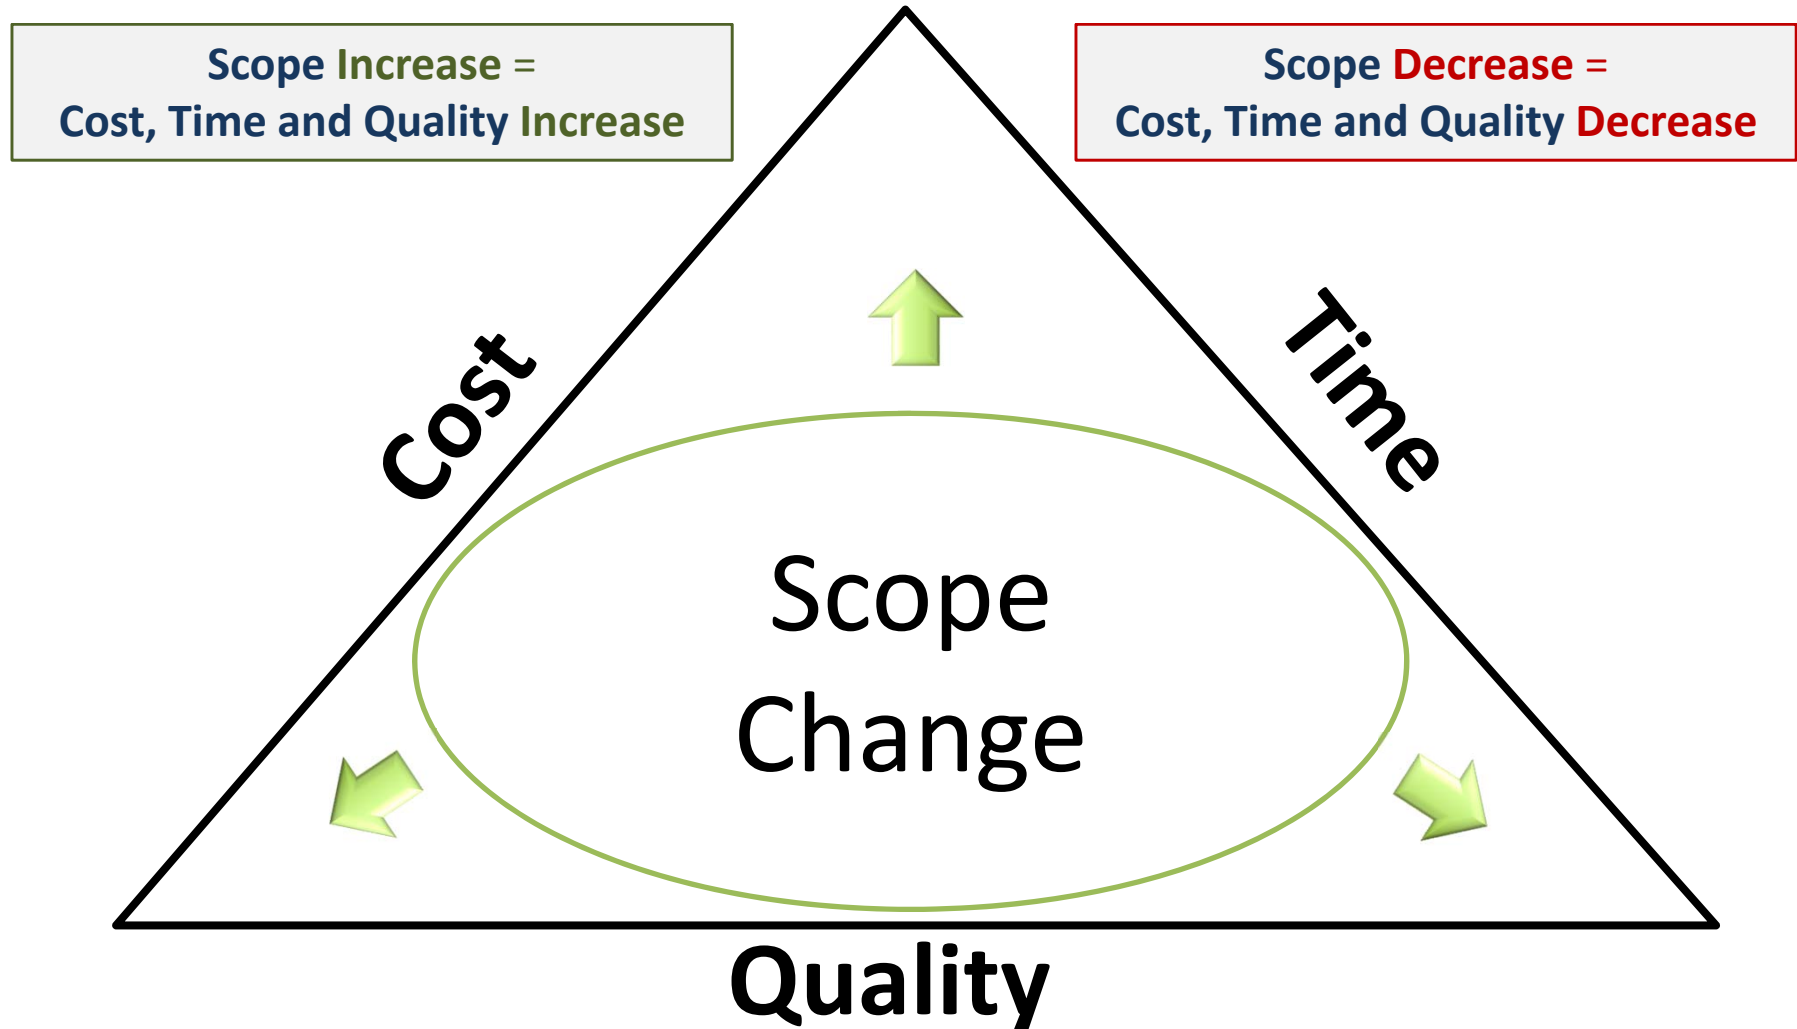 Scope Increase =
Cost, Time and Quality Increase
Scope Decrease =
Cost, Time and Quality Decrease
Cost
Time
Scope
Change
Quality